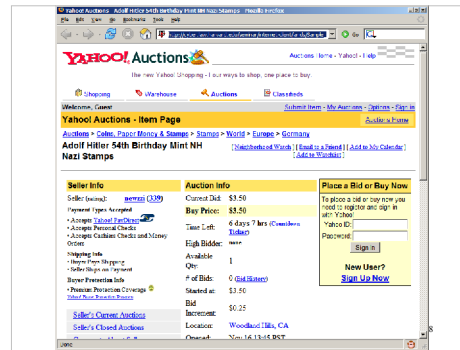 Yahoo! Auctions Adolf Hitler 54th Birthday Mint NH Nazi Stamps - Mozilla Firefox
File Edit View Go Bookmarks Tools Help
Go
YAHOO! Auctions
Auctions Home - Yahoo! - Help
The new Yahoo! Shopping - Four ways to shop, one place to buy.
Shopping Warehouse Auctions Classifieds
Welcome, Guest Submit Item - My Auctions - Options - Sign in
Yahoo! Auctions - Item Page Auctions Home
Auctions > Coins, Paper Money & Stamps > Stamps > World > Europe > Germany
Adolf Hitler 54th Birthday Mint NH
Nazi Stamps
[Neighborhood Watch] [Email to a Friend] [Add to My Calendar]
[Add to Watchlist]
Seller Info
Seller (rating): (339)
Payment Types Accepted
• Accepts Yahoo! PayDirect
• Accepts Personal Checks
• Accepts Cashiers Checks and Money
Orders
Shipping Info
• Buyer Pays Shipping
• Seller Ships on Payment
Buyer Protection Info
• Premium Protection Coverage
Seller's Current Auctions
Seller's Closed Auctions
Auction Info
Current Bid: $3.50
Buy Price: $3.50
Time Left: 6 days 7 hrs (Countdown
Ticker)
High Bidder: none
Available
Qty: 1
# of Bids: 0 (Bid History)
Started at: $3.50
Bid
Increment: $0.25
Location: Woodland Hills, CA
Opened: Nov 16 13:45 PST
Place a Bid or Buy Now
To place a bid or buy now you
need to register and sign in
with Yahoo!
Yahoo ID:
Password:
Sign in
New User?
Sign Up Now
Done
8